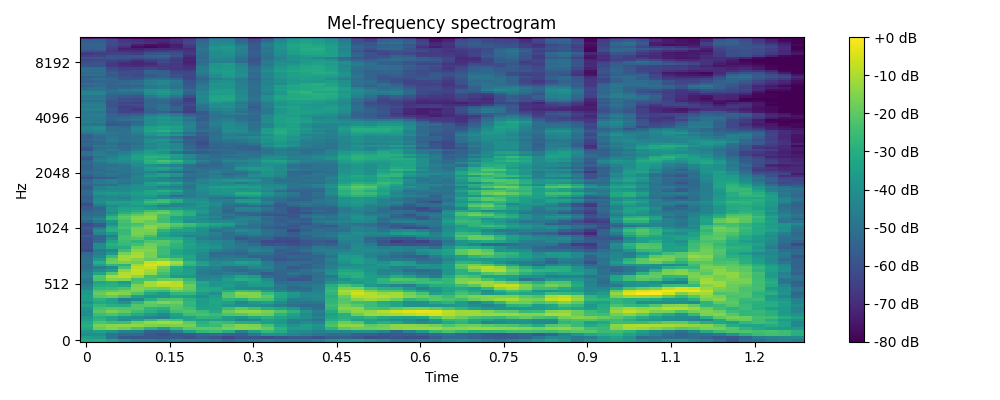 Mel-frequency spectrogram
+0 dB
8192
-10 dB
4096
-20 dB
-30 dB
2048
Hz
-40 dB
1024
-50 dB
512
-60 dB
-70 dB
0
-80 dB
0 0.15 0.3 0.45 0.6 0.75 0.9 1.1 1.2
Time